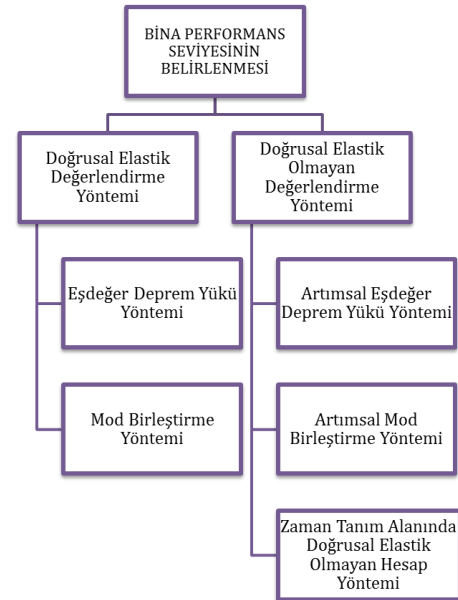 BİNA PERFORMANS
SEVİYESİNİN
BELİRLENMESİ
Doğrusal Elastik
Değerlendirme
Yöntemi
Eşdeğer Deprem Yükü
Yöntemi
Mod Birleştirme
Yöntemi
Doğrusal Elastik
Olmayan
Değerlendirme
Yöntemi
Artımsal Eşdeğer
Deprem Yükü Yöntemi
Artımsal Mod
Birleştirme Yöntemi
Zaman Tanım Alanında
Doğrusal Elastik
Olmayan Hesap
Yöntemi